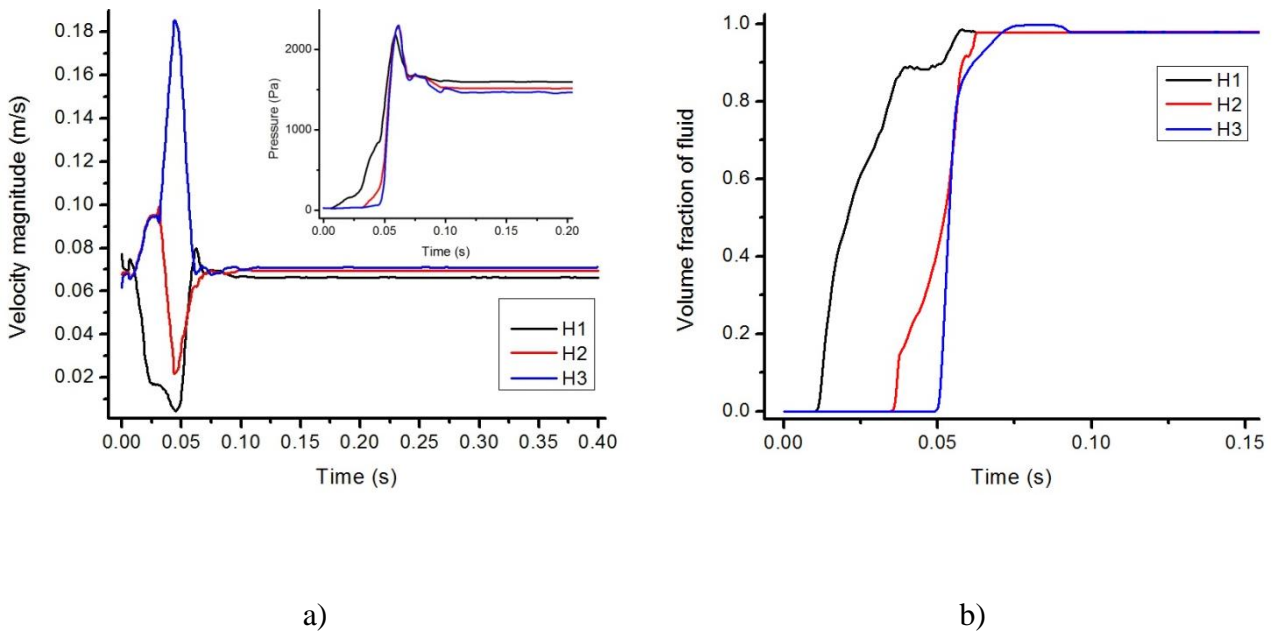 Velocity magnitude (m/s)
0.18
0.16
0.14
0.12
0.10
0.08
0.06
0.04
0.02
0.00 0.05 0.10 0.15 0.20 0.25 0.30 0.35 0.40
Time (s)
Pressure (Pa)
2000
1000
0
0.00 0.05 0.10 0.15 0.20
Time (s)
H1
H2
H3
a)
Volume fraction of fluid
1.0
0.8
0.6
0.4
0.2
0.0
0.00 0.05 0.10 0.15
Time (s)
H1
H2
H3
b)